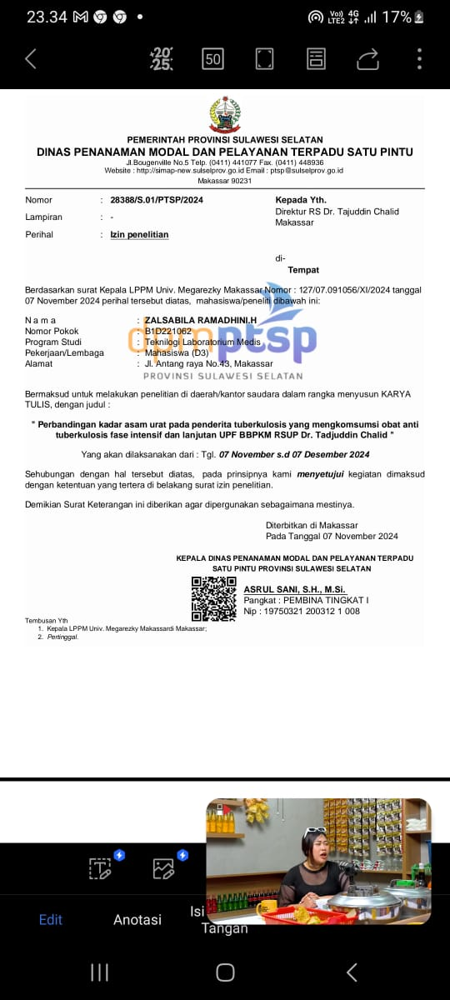 23.34
Vo)) 4G
LTE2
17%
+20'
25.
50
PEMERINTAH PROVINSI SULAWESI SELATAN
DINAS PENANAMAN MODAL DAN PELAYANAN TERPADU SATU PINTU
Jl.Bougenville No.5 Telp. (0411) 441077 Fax. (0411) 448936
Website : http://simap-new.sulselprov.go.id Email : ptsp@sulselprov.go.id
Makassar 90231
Nomor : 28388/S.01/PTSP/2024 Kepada Yth.
Lampiran : - Direktur RS Dr. Tajuddin Chalid
Makassar
Perihal : Izin penelitian
di-
Tempat
Berdasarkan surat Kepala LPPM Univ. Megarezky Makassar Nomor : 127/07.091056/XI/2024 tanggal
07 November 2024 perihal tersebut diatas, mahasiswa/peneliti dibawah ini:
N a m a : ZALSABILA RAMADHINI.H
Nomor Pokok : B1D221062
Program Studi : Teknilogi Laboratorium Medis
Pekerjaan/Lembaga : Mahasiswa (D3)
Alamat : Jl. Antang raya No.43, Makassar
dpmptsp
PROVINSI SULAWESI SELATAN
Bermaksud untuk melakukan penelitian di daerah/kantor saudara dalam rangka menyusun KARYA
TULIS, dengan judul :
" Perbandingan kadar asam urat pada penderita tuberkulosis yang mengkomsumsi obat anti
tuberkulosis fase intensif dan lanjutan UPF BBPKM RSUP Dr. Tadjuddin Chalid "
Yang akan dilaksanakan dari : Tgl. 07 November s.d 07 Desember 2024
Sehubungan dengan hal tersebut diatas, pada prinsipnya kami menyetujui kegiatan dimaksud
dengan ketentuan yang tertera di belakang surat izin penelitian.
Demikian Surat Keterangan ini diberikan agar dipergunakan sebagaimana mestinya.
Diterbitkan di Makassar
Pada Tanggal 07 November 2024
KEPALA DINAS PENANAMAN MODAL DAN PELAYANAN TERPADU
SATU PINTU PROVINSI SULAWESI SELATAN
ASRUL SANI, S.H., M.Si.
Pangkat : PEMBINA TINGKAT I
Nip : 19750321 200312 1 008
Tembusan Yth
1. Kepala LPPM Univ. Megarezky Makassardi Makassar;
2. Pertinggal.
Edit
Anotasi
Isi
Tangan